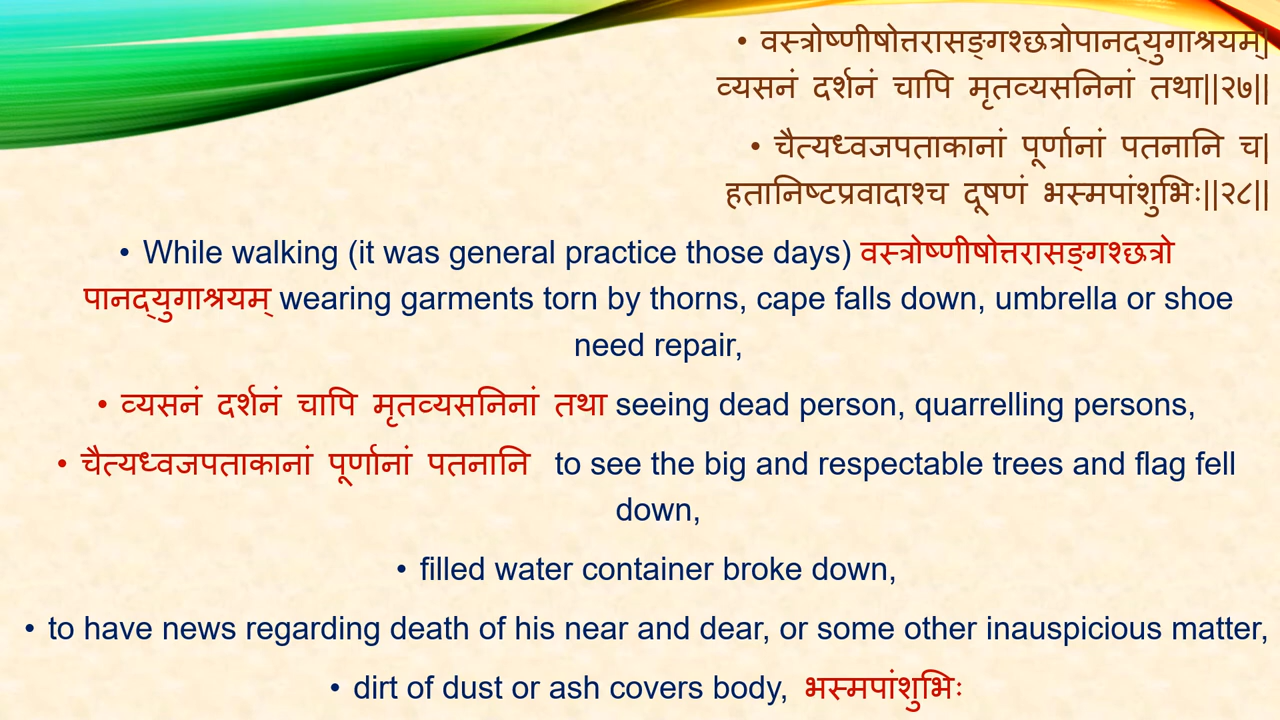 • वस्त्रोष्णीषोत्तरासङ्गश्छत्रोपानद्युगाश्रयम्|
व्यसनं दर्शनं चापि मृतव्यसनिनां तथा||२७||
• चैत्यध्वजपताकानां पूर्णानां पतनानि च|
हतानिष्टप्रवादाश्च दूषणं भस्मपांशुभिः||२८||
• While walking (it was general practice those days) वस्त्रोष्णीषोत्तरासङ्गश्छत्रो
पानद्युगाश्रयम् wearing garments torn by thorns, cape falls down, umbrella or shoe
need repair,
• व्यसनं दर्शनं चापि मृतव्यसनिनां तथा seeing dead person, quarrelling persons,
• चैत्यध्वजपताकानां पूर्णानां पतनानि to see the big and respectable trees and flag fell
down,
• filled water container broke down,
• to have news regarding death of his near and dear, or some other inauspicious matter,
• dirt of dust or ash covers body, भस्मपांशुभिः